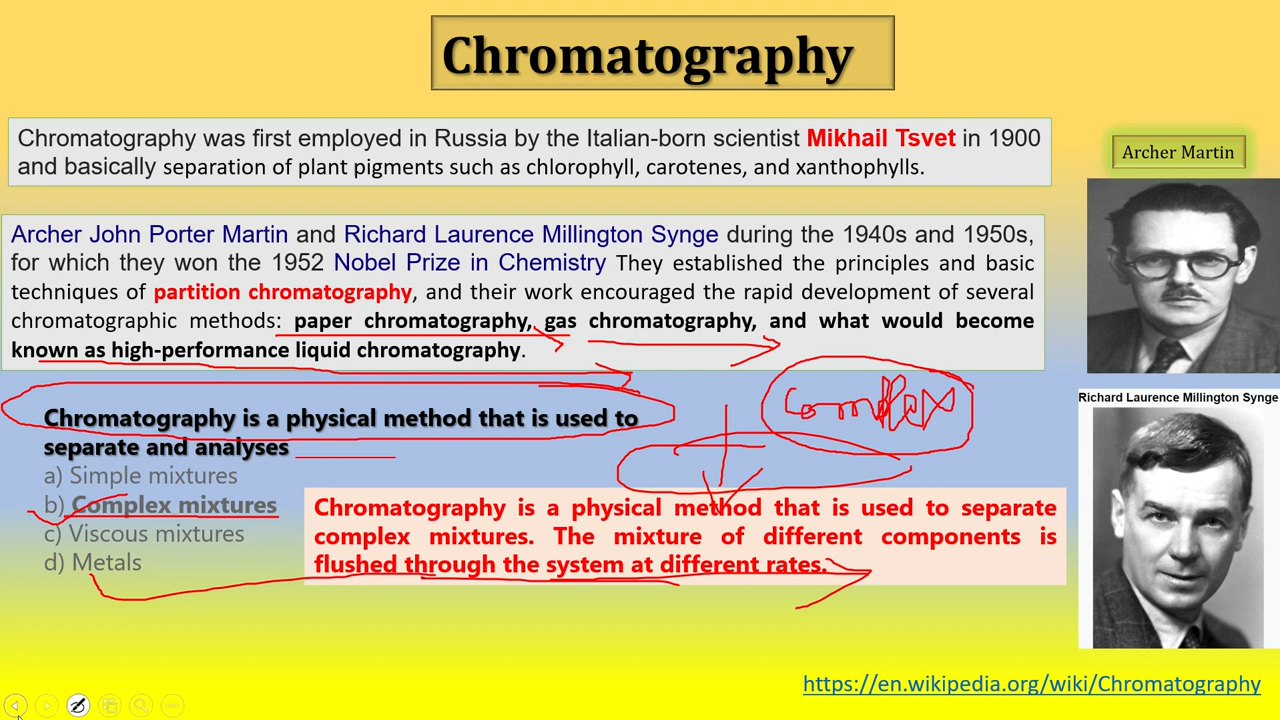 Chromatography
Chromatography was first employed in Russia by the Italian-born scientist Mikhail Tsvet in 1900
and basically separation of plant pigments such as chlorophyll, carotenes, and xanthophylls.
Archer Martin
Archer John Porter Martin and Richard Laurence Millington Synge during the 1940s and 1950s,
for which they won the 1952 Nobel Prize in Chemistry They established the principles and basic
techniques of partition chromatography, and their work encouraged the rapid development of several
chromatographic methods: paper chromatography, gas chromatography, and what would become
known as high-performance liquid chromatography.
Complex
Richard Laurence Millington Synge
Chromatography is a physical method that is used to
separate and analyses ________
a) Simple mixtures
b) Complex mixtures
c) Viscous mixtures
d) Metals
Chromatography is a physical method that is used to separate
complex mixtures. The mixture of different components is
flushed through the system at different rates.
https://en.wikipedia.org/wiki/Chromatography